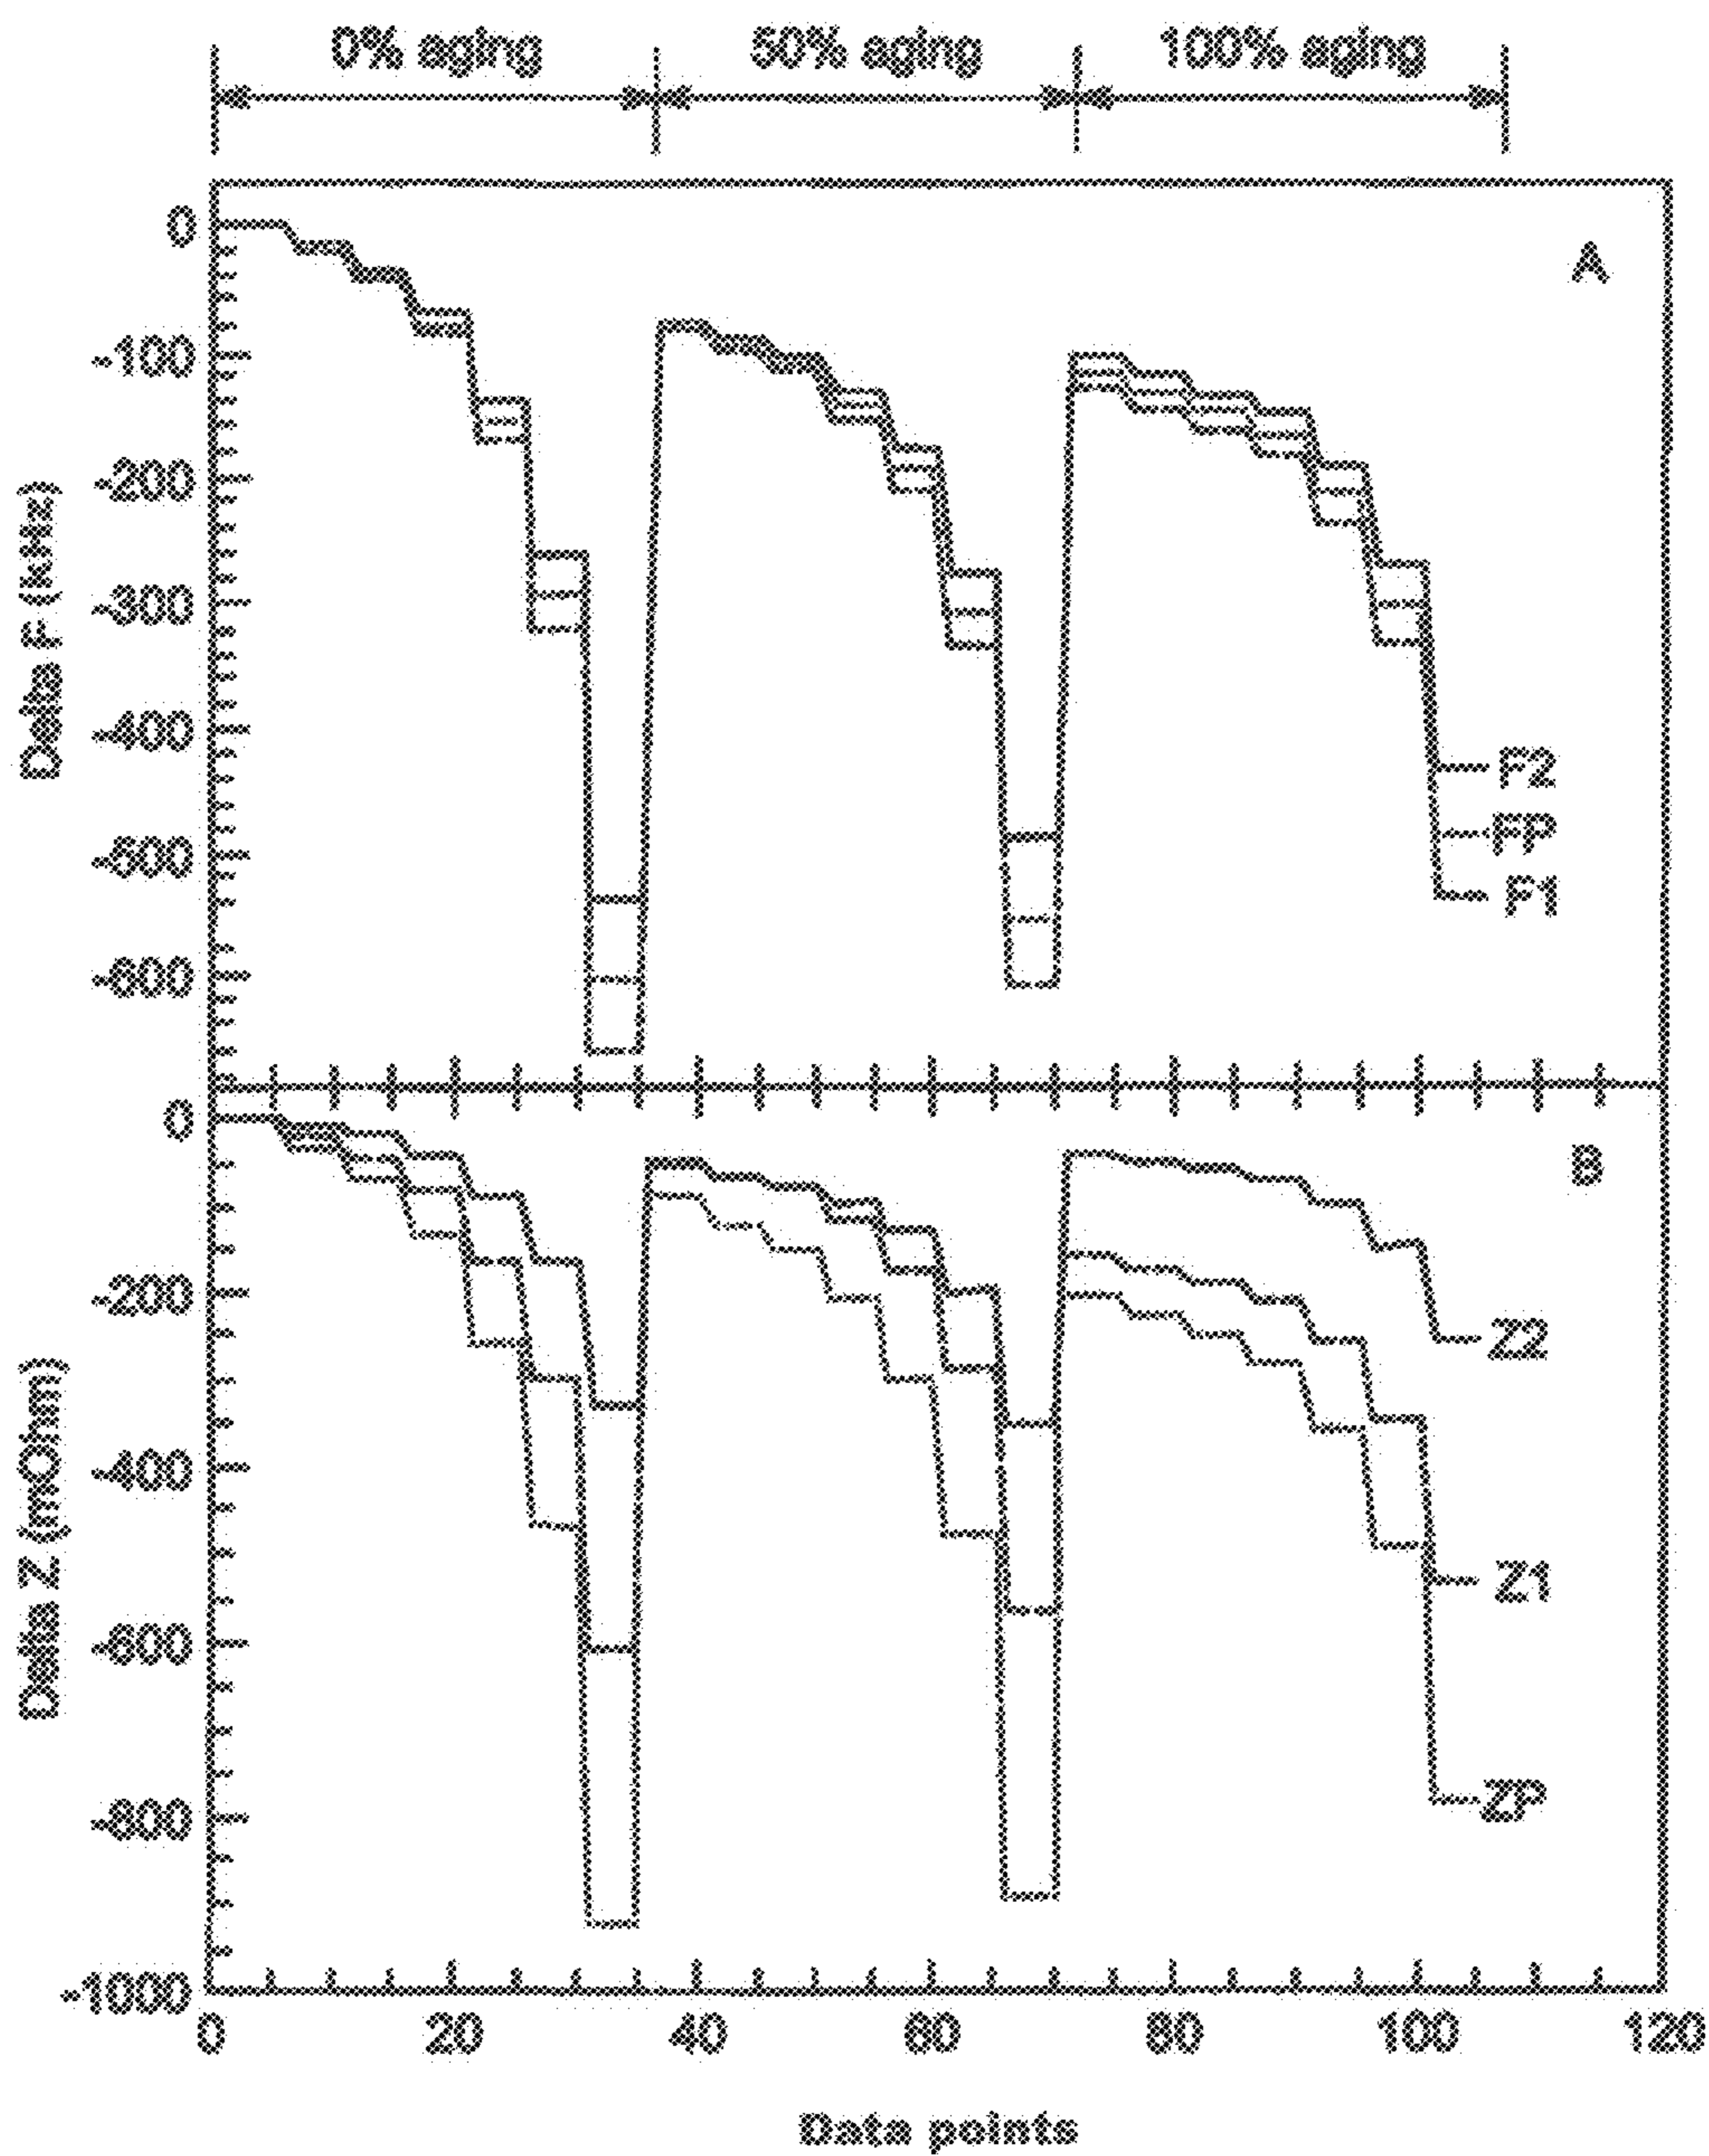 0% aging 50% aging 100% aging
A
0
-100
-200
-300
-400
-500
-600
Delta F (kHz)
F2
FP
F1
B
0
-200
-400
-600
-800
-1000
Delta Z (mOhm)
Z2
Z1
ZP
0 20 40 60 80 100 120
Data points